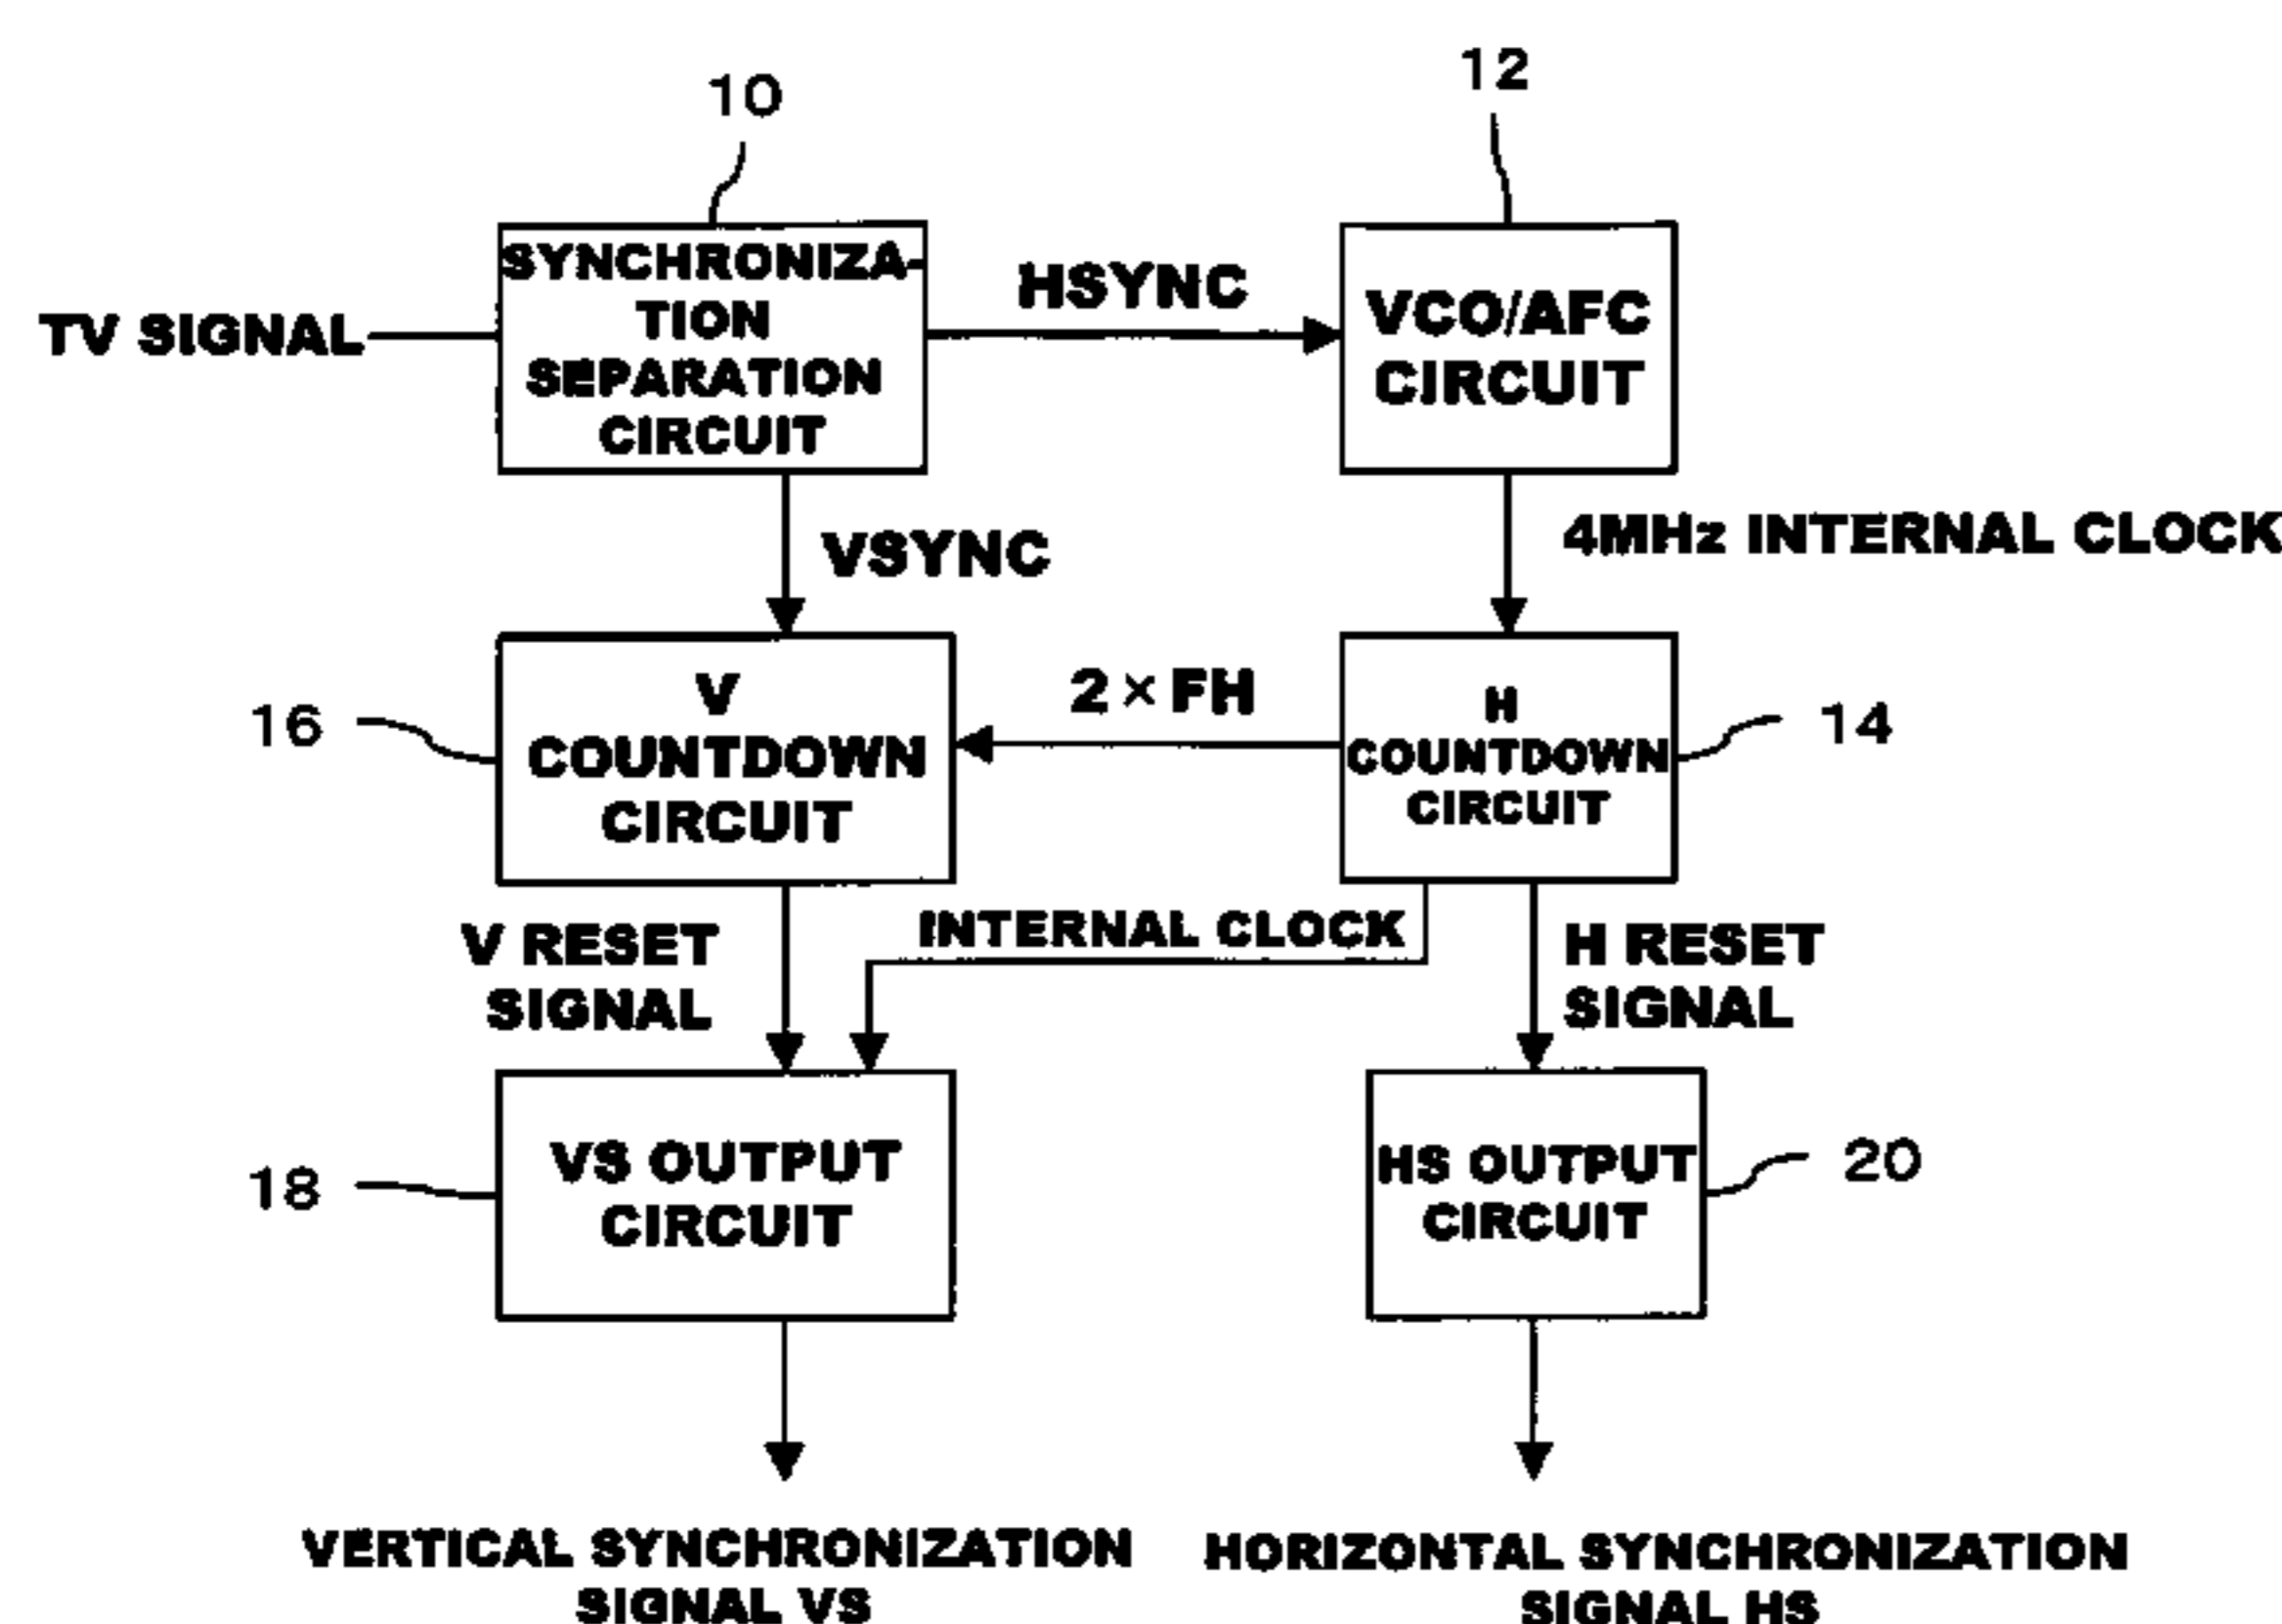 10
12
SYNCHRONIZA-
TION
SEPARATION
CIRCUIT
TV SIGNAL
HSYNC
VCO/AFC
CIRCUIT
VSYNC
4MHz INTERNAL CLOCK
16
V
COUNTDOWN
CIRCUIT
2×FH
H
COUNTDOWN
CIRCUIT
14
V RESET
SIGNAL
INTERNAL CLOCK
H RESET
SIGNAL
18
VS OUTPUT
CIRCUIT
HS OUTPUT
CIRCUIT
20
VERTICAL SYNCHRONIZATION
SIGNAL VS
HORIZONTAL SYNCHRONIZATION
SIGNAL HS